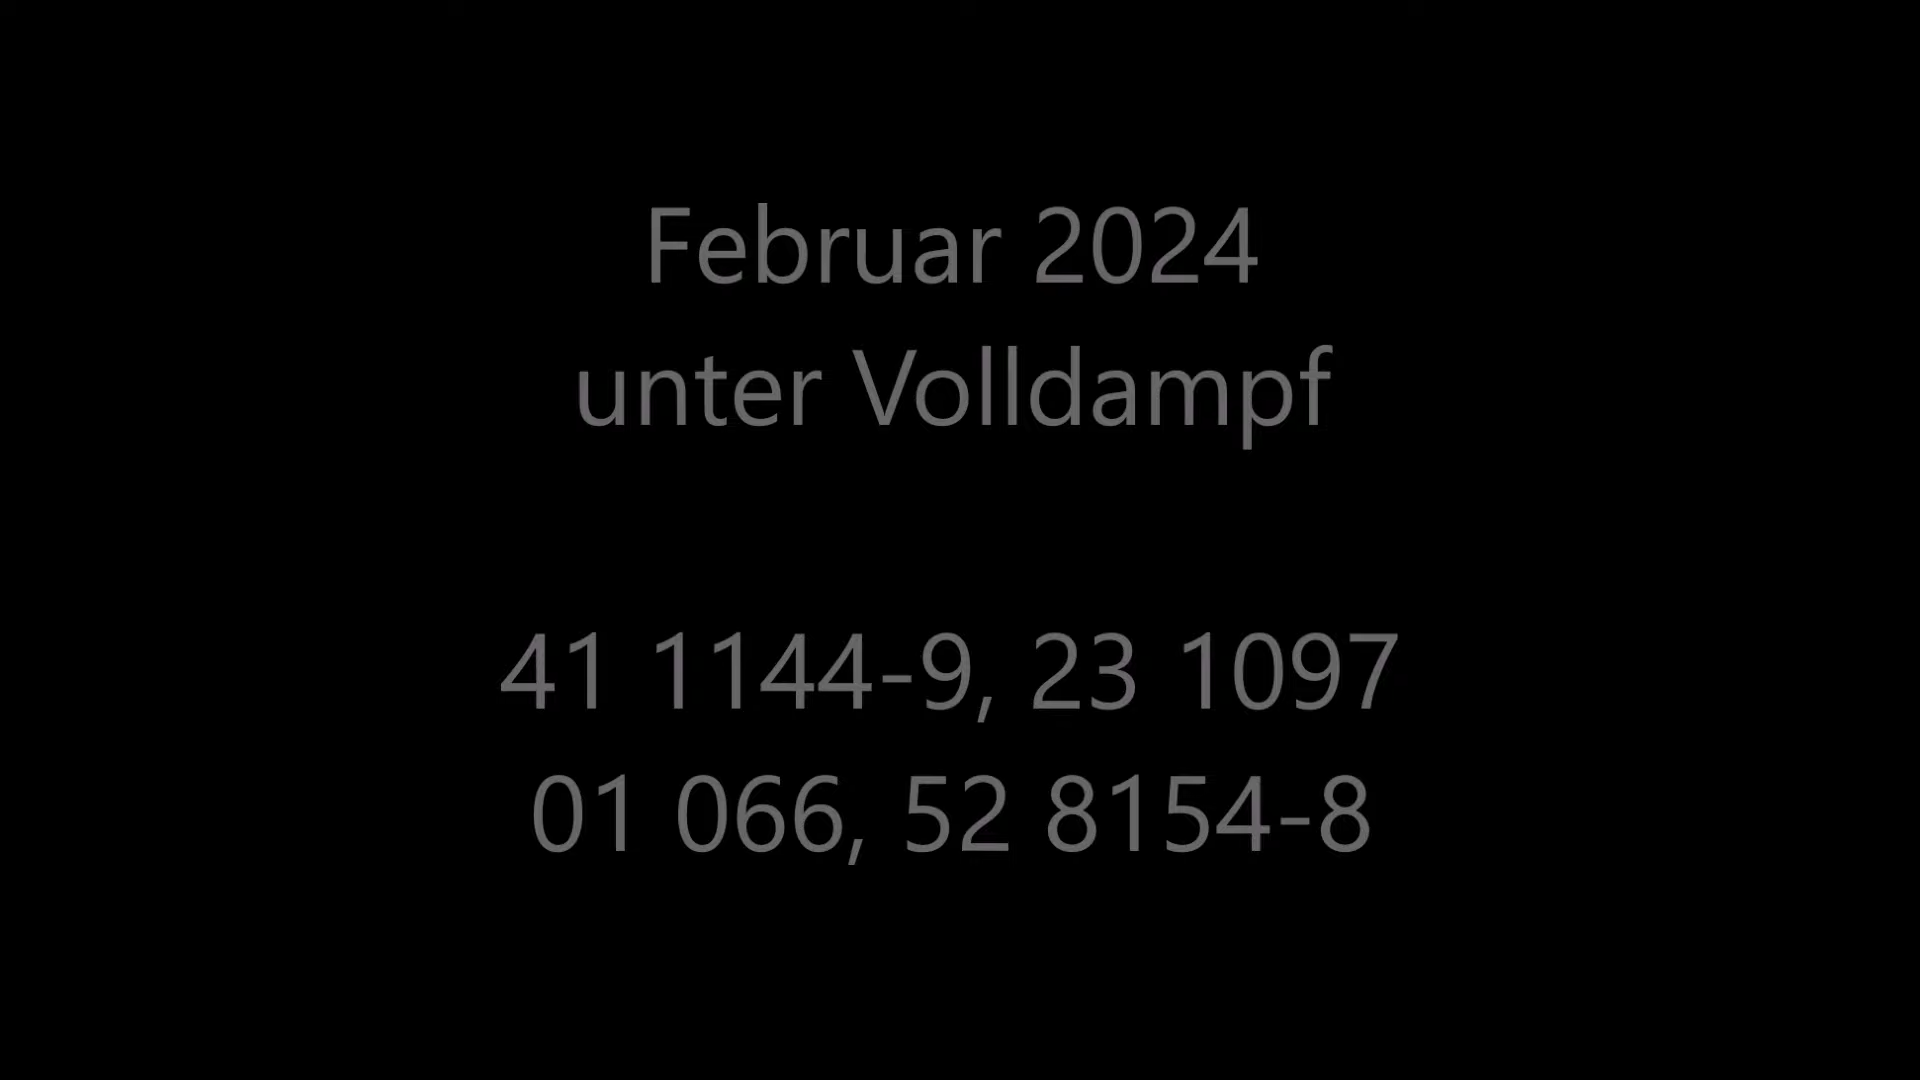 Februar 2024
unter Volldampf
41 1144-9, 23 1097
01 066, 52 8154-8